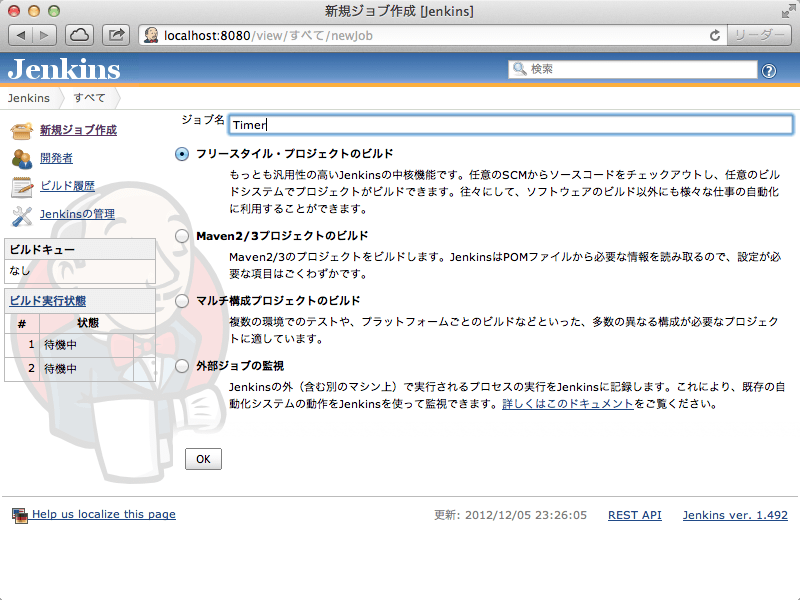 新規ジョブ作成 [Jenkins]
localhost:8080/view/すべて/newJob
リーダー
Jenkins
検索
Jenkins すべて
新規ジョブ作成
開発者
ビルド履歴
Jenkinsの管理
ビルドキュー
なし
ビルド実行状態
# 状態
1 待機中
2 待機中
ジョブ名 Timer
フリースタイル・プロジェクトのビルド
もっとも汎用性の高いJenkinsの中核機能です。任意のSCMからソースコードをチェックアウトし、任意のビル
ドシステムでプロジェクトがビルドできます。往々にして、ソフトウェアのビルド以外にも様々な仕事の自動化
に利用することができます。
Maven2/3プロジェクトのビルド
Maven2/3のプロジェクトをビルドします。JenkinsはPOMファイルから必要な情報を読み取るので、設定が必
要な項目はごくわずかです。
マルチ構成プロジェクトのビルド
複数の環境でのテストや、プラットフォームごとのビルドなどといった、多数の異なる構成が必要なプロジェク
トに適しています。
外部ジョブの監視
Jenkinsの外（含む別のマシン上）で実行されるプロセスの実行をJenkinsに記録します。これにより、既存の自
動化システムの動作をJenkinsを使って監視できます。詳しくはこのドキュメントをご覧ください。
OK
Help us localize this page
更新: 2012/12/05 23:26:05 REST API Jenkins ver. 1.492